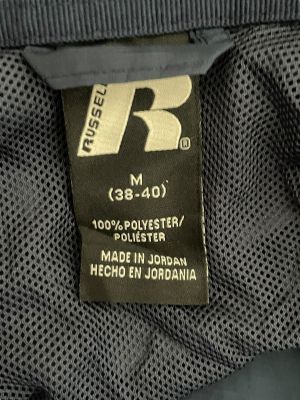 RUSSELL
R®
M
(38-40)
100% POLYESTER/
POLIÉSTER
MADE IN JORDAN
HECHO EN JORDANIA